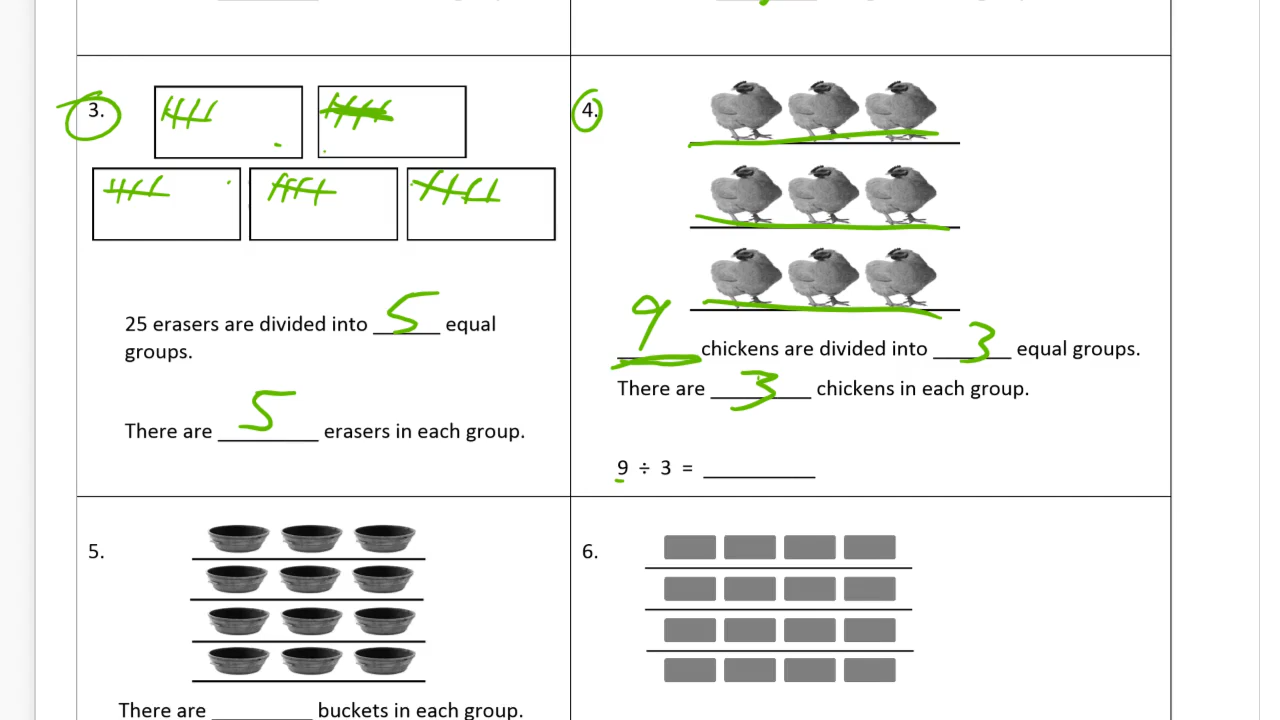 3.
25 erasers are divided into 5 equal
groups.
There are 5 erasers in each group.
4.
9 chickens are divided into 3 equal groups.
There are 3 chickens in each group.
9 ÷ 3 = ________
5.
There are ________ buckets in each group.
6.